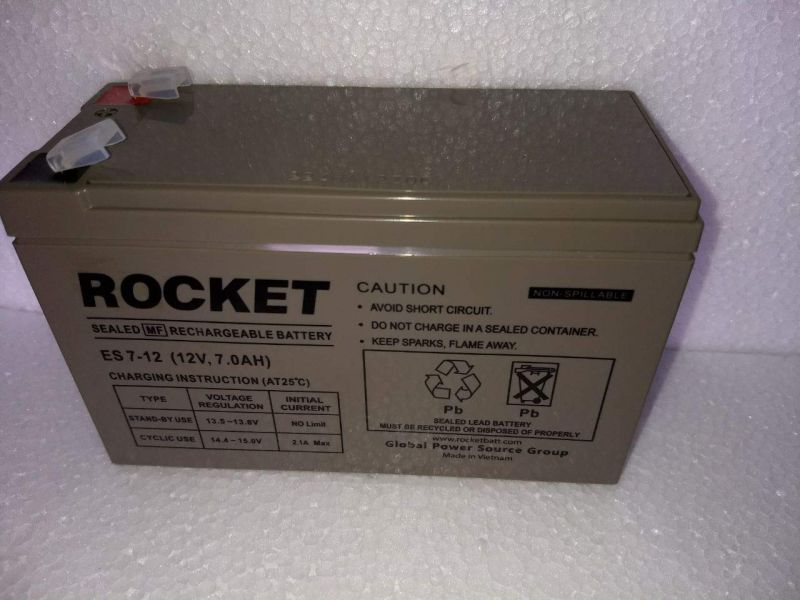 ROCKET
SEALED MF RECHARGEABLE BATTERY
ES 7-12 (12V, 7.0AH)
CHARGING INSTRUCTION (AT25℃)
TYPE VOLTAGE REGULATION INITIAL CURRENT
STAND-BY USE 13.5~13.8V NO Limit
CYCLIC USE 14.4~15.0V 2.1A Max
CAUTION
NON-SPILLABLE
• AVOID SHORT CIRCUIT.
• DO NOT CHARGE IN A SEALED CONTAINER.
• KEEP SPARKS, FLAME AWAY.
Pb Pb
SEALED LEAD BATTERY
MUST BE RECYCLED OR DISPOSED OF PROPERLY
www.rocketbatt.com
Global Power Source Group
Made in Vietnam